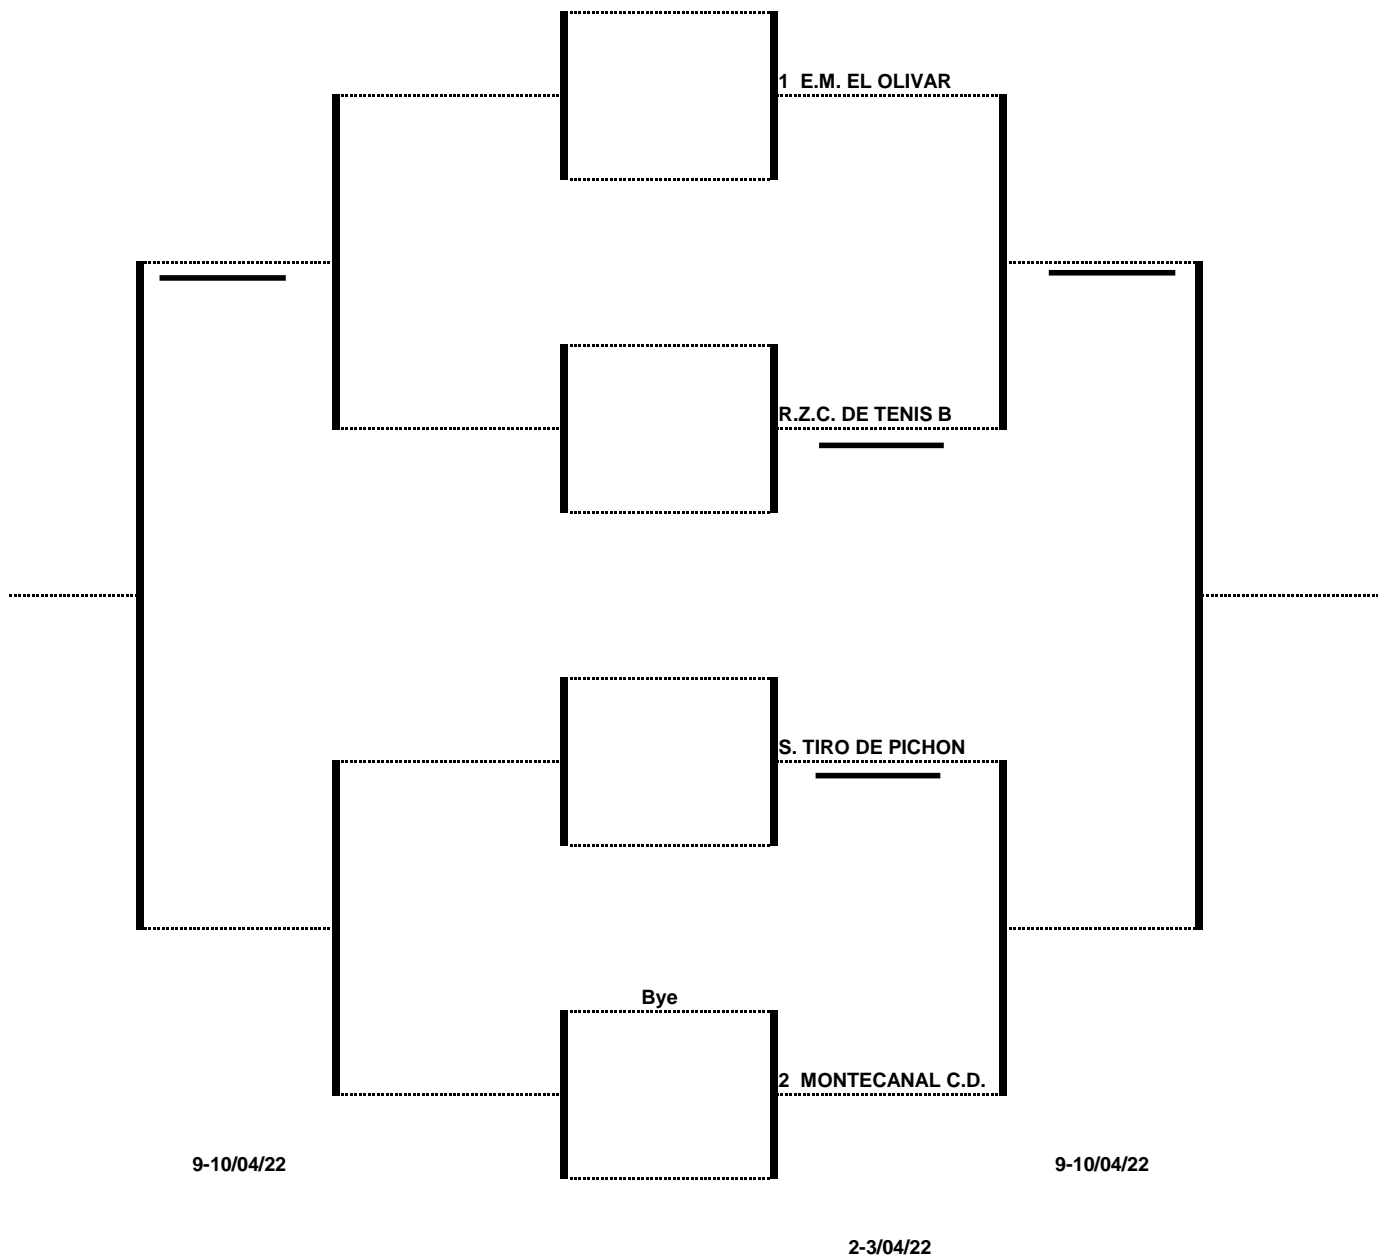 1 E.M. EL OLIVAR
R.Z.C. DE TENIS B
S. TIRO DE PICHON
Bye
2 MONTECANAL C.D.
9-10/04/22
9-10/04/22
2-3/04/22